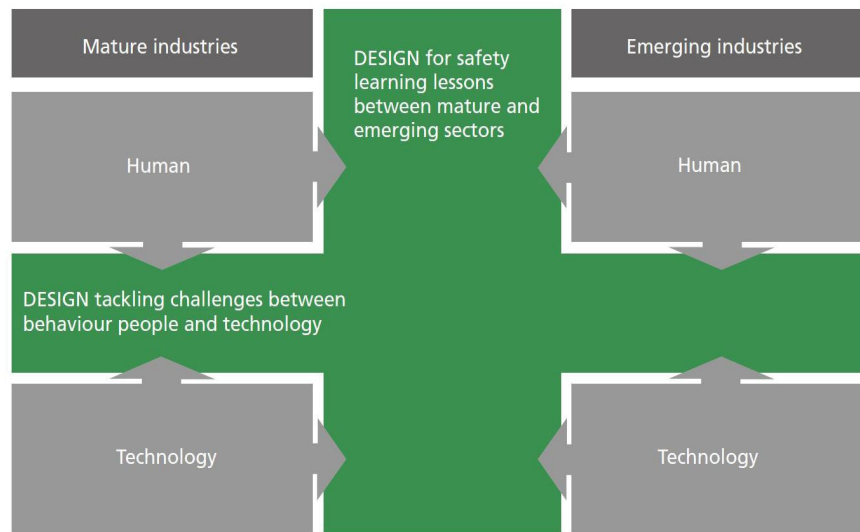 Mature industries
DESIGN for safety
learning lessons
between mature and
emerging sectors
Emerging industries
Human
Human
DESIGN tackling challenges between
behaviour people and technology
Technology
Technology